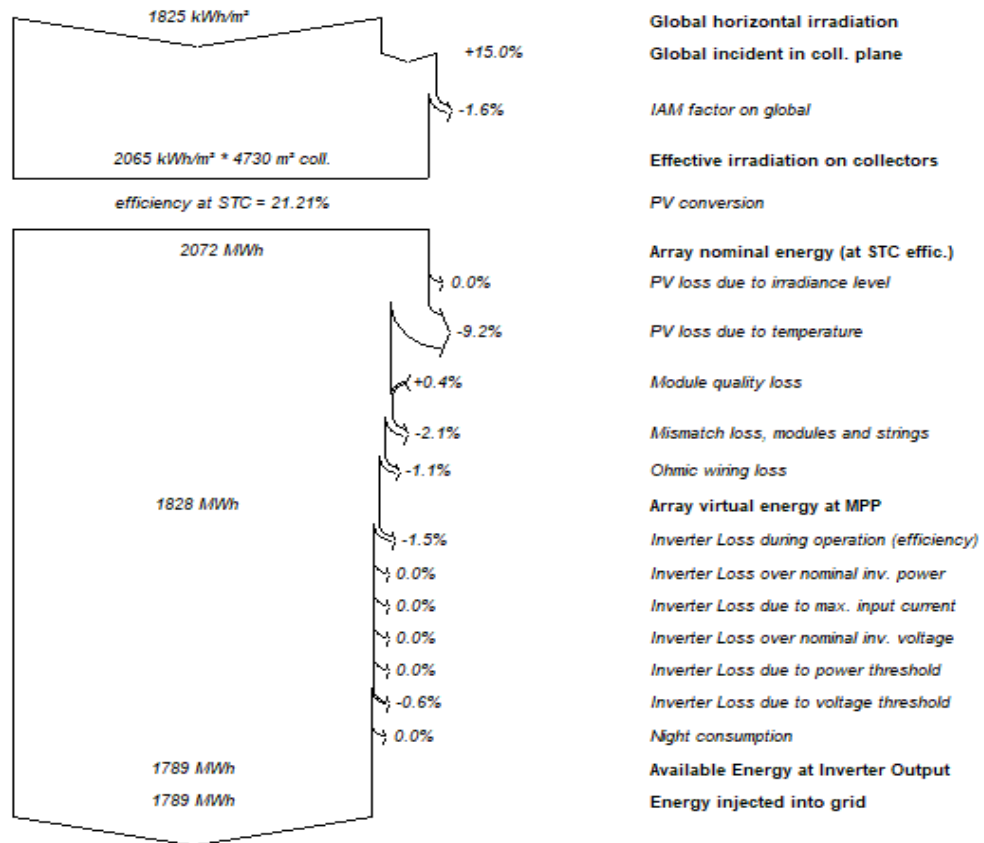 1825 kWh/m² Global horizontal irradiation
+15.0% Global incident in coll. plane
-1.6% IAM factor on global
2065 kWh/m² * 4730 m² coll. Effective irradiation on collectors
efficiency at STC = 21.21% PV conversion
2072 MWh Array nominal energy (at STC effic.)
0.0% PV loss due to irradiance level
-9.2% PV loss due to temperature
+0.4% Module quality loss
-2.1% Mismatch loss, modules and strings
-1.1% Ohmic wiring loss
1828 MWh Array virtual energy at MPP
-1.5% Inverter Loss during operation (efficiency)
0.0% Inverter Loss over nominal inv. power
0.0% Inverter Loss due to max. input current
0.0% Inverter Loss over nominal inv. voltage
0.0% Inverter Loss due to power threshold
-0.6% Inverter Loss due to voltage threshold
0.0% Night consumption
1789 MWh Available Energy at Inverter Output
1789 MWh Energy injected into grid